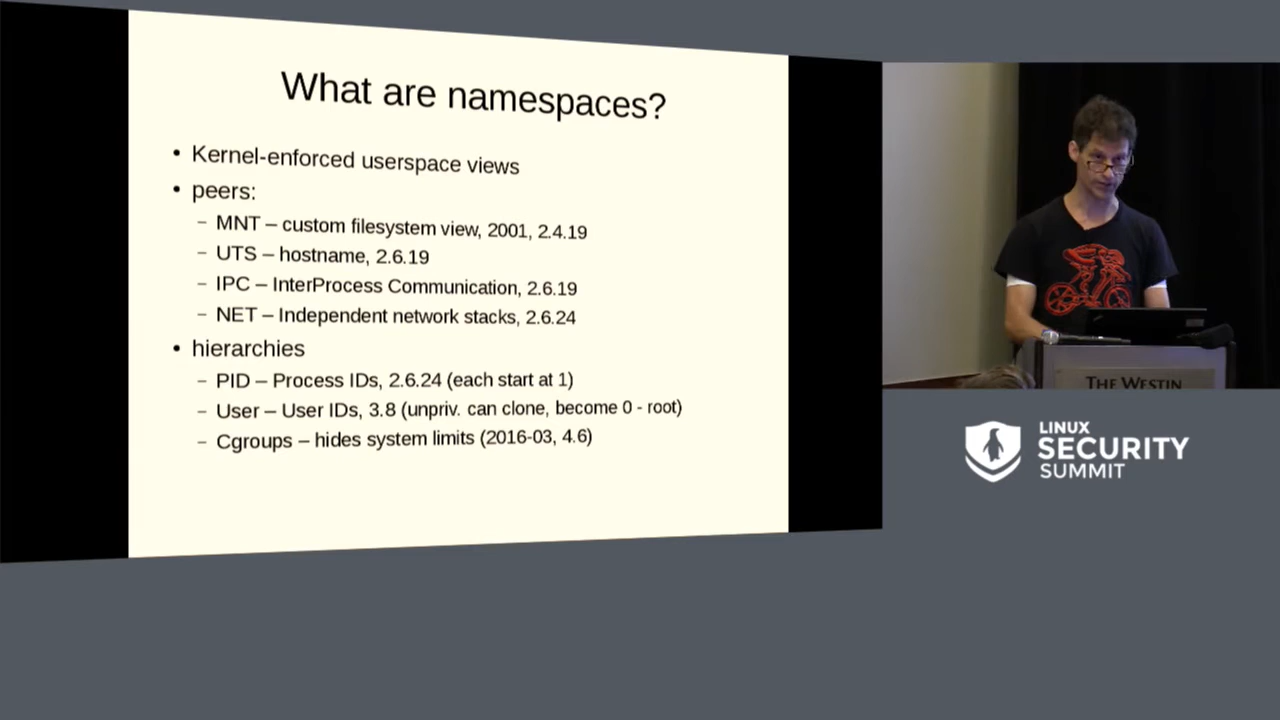 What are namespaces?
• Kernel-enforced userspace views
• peers:
– MNT – custom filesystem view, 2001, 2.4.19
– UTS – hostname, 2.6.19
– IPC – InterProcess Communication, 2.6.19
– NET – Independent network stacks, 2.6.24
• hierarchies
– PID – Process IDs, 2.6.24 (each start at 1)
– User – User IDs, 3.8 (unpriv. can clone, become 0 - root)
– Cgroups – hides system limits (2016-03, 4.6)
THE WESTIN
LINUX
SECURITY
SUMMIT